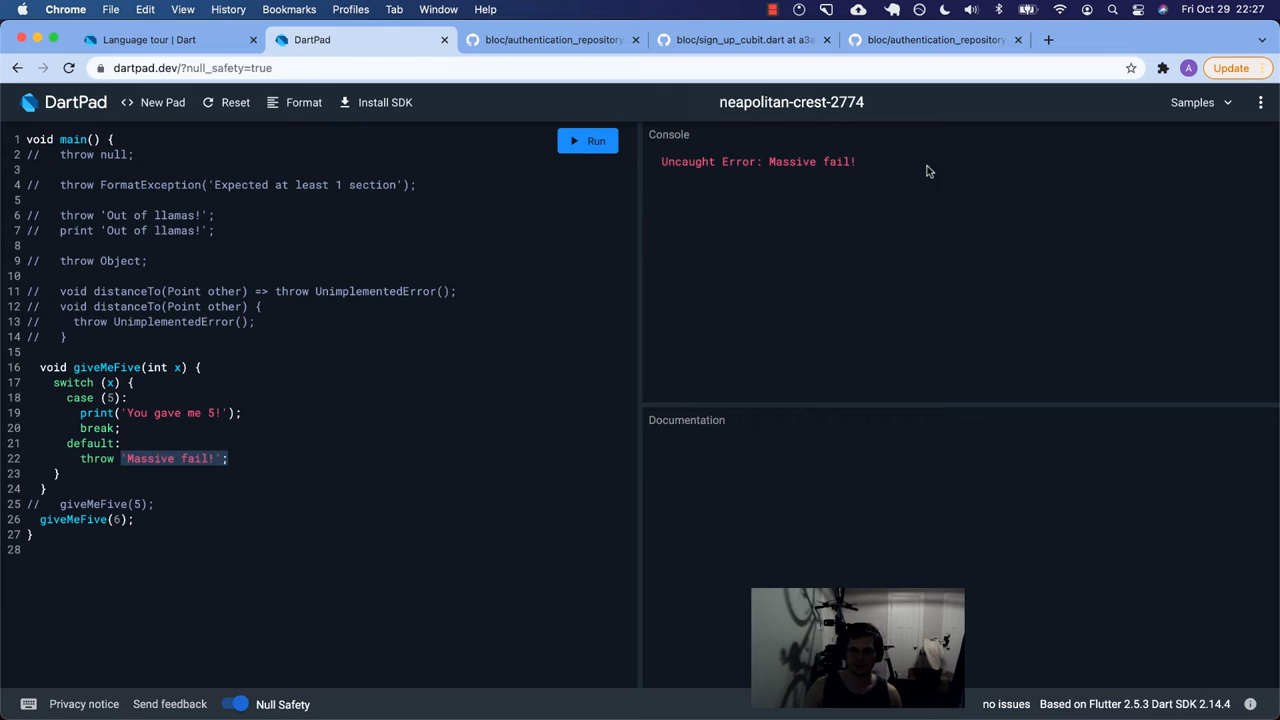 Chrome File Edit View History Bookmarks Profiles Tab Window Help Fri Oct 29 22:27
Language tour | Dart DartPad bloc/authentication_repository. bloc/sign_up_cubit.dart at a3a bloc/authentication_repository.
dartpad.dev/?null_safety=true A Update
DartPad <> New Pad Reset Format Install SDK neapolitan-crest-2774 Samples
Run
Console
Uncaught Error: Massive fail!
1 void main() {
2 // throw null;
3
4 // throw FormatException('Expected at least 1 section');
5
6 // throw 'Out of llamas!';
7 // print 'Out of llamas!';
8
9 // throw Object;
10
11 // void distanceTo(Point other) => throw UnimplementedError();
12 // void distanceTo(Point other) {
13 // throw UnimplementedError();
14 // }
15
16 void giveMeFive(int x) {
17 switch (x) {
18 case (5):
19 print('You gave me 5!');
20 break;
21 default:
22 throw 'Massive fail!';
23 }
24 }
25 // giveMeFive(5);
26 giveMeFive(6);
27 }
28
Documentation
Privacy notice Send feedback Null Safety no issues Based on Flutter 2.5.3 Dart SDK 2.14.4